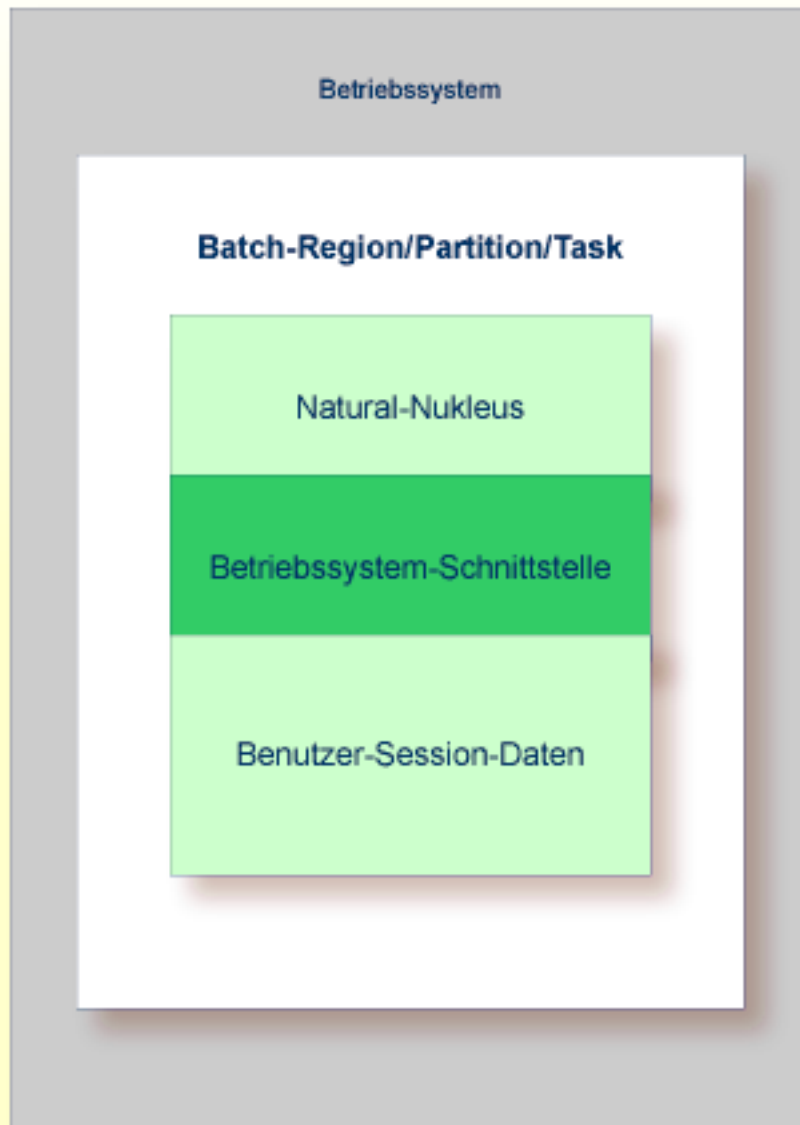 Betriebssystem
Batch-Region/Partition/Task
Natural-Nukleus
Betriebssystem-Schnittstelle
Benutzer-Session-Daten